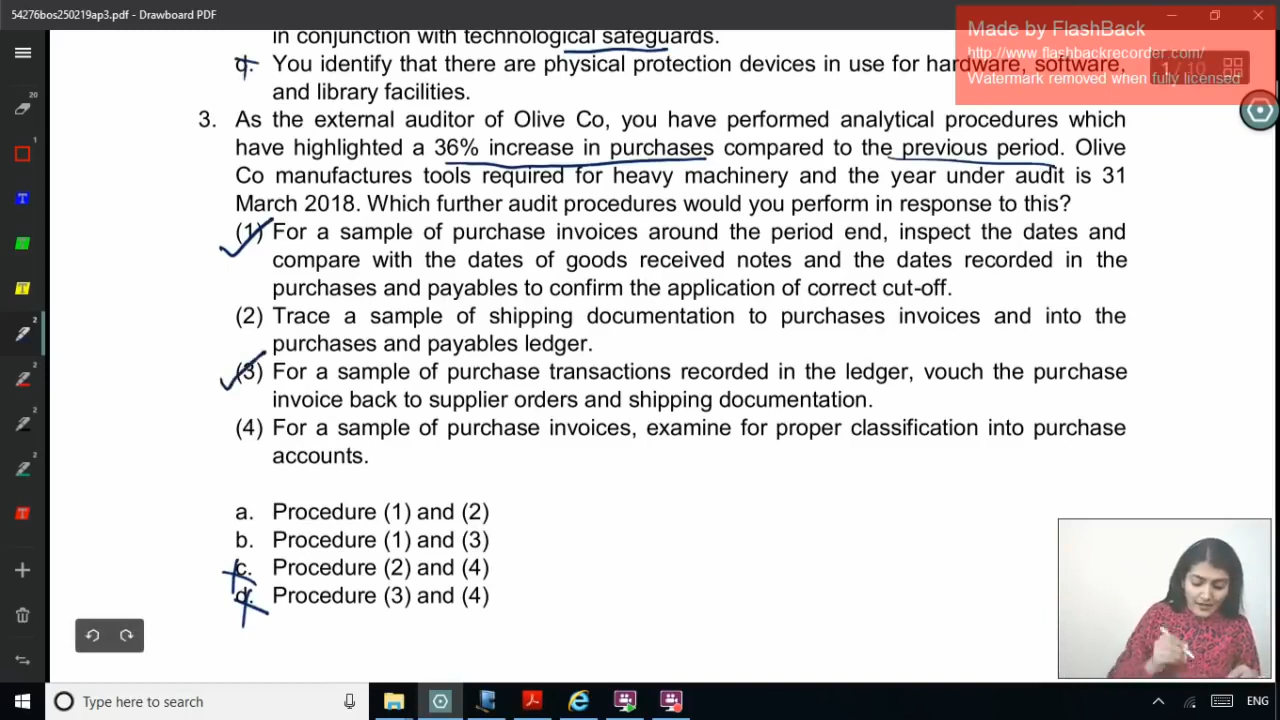 54276bos250219ap3.pdf - Drawboard PDF
Made by FlashBack
http://www.flashbackrecorder.com/
Watermark removed when fully licensed
1 / 10
in conjunction with technological safeguards.
d. You identify that there are physical protection devices in use for hardware, software,
and library facilities.
3. As the external auditor of Olive Co, you have performed analytical procedures which
have highlighted a 36% increase in purchases compared to the previous period. Olive
Co manufactures tools required for heavy machinery and the year under audit is 31
March 2018. Which further audit procedures would you perform in response to this?
(1) For a sample of purchase invoices around the period end, inspect the dates and
compare with the dates of goods received notes and the dates recorded in the
purchases and payables to confirm the application of correct cut-off.
(2) Trace a sample of shipping documentation to purchases invoices and into the
purchases and payables ledger.
(3) For a sample of purchase transactions recorded in the ledger, vouch the purchase
invoice back to supplier orders and shipping documentation.
(4) For a sample of purchase invoices, examine for proper classification into purchase
accounts.
a. Procedure (1) and (2)
b. Procedure (1) and (3)
c. Procedure (2) and (4)
d. Procedure (3) and (4)
20
1
T
T
2
2
2
2
T
Type here to search
ENG